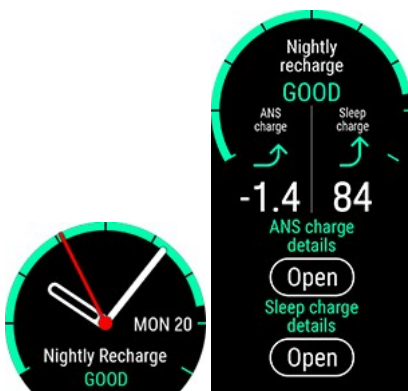 MON 20
Nightly Recharge
GOOD
Nightly
recharge
GOOD
ANS
charge
Sleep
charge
-1.4
84
ANS charge
details
Open
Sleep charge
details
Open